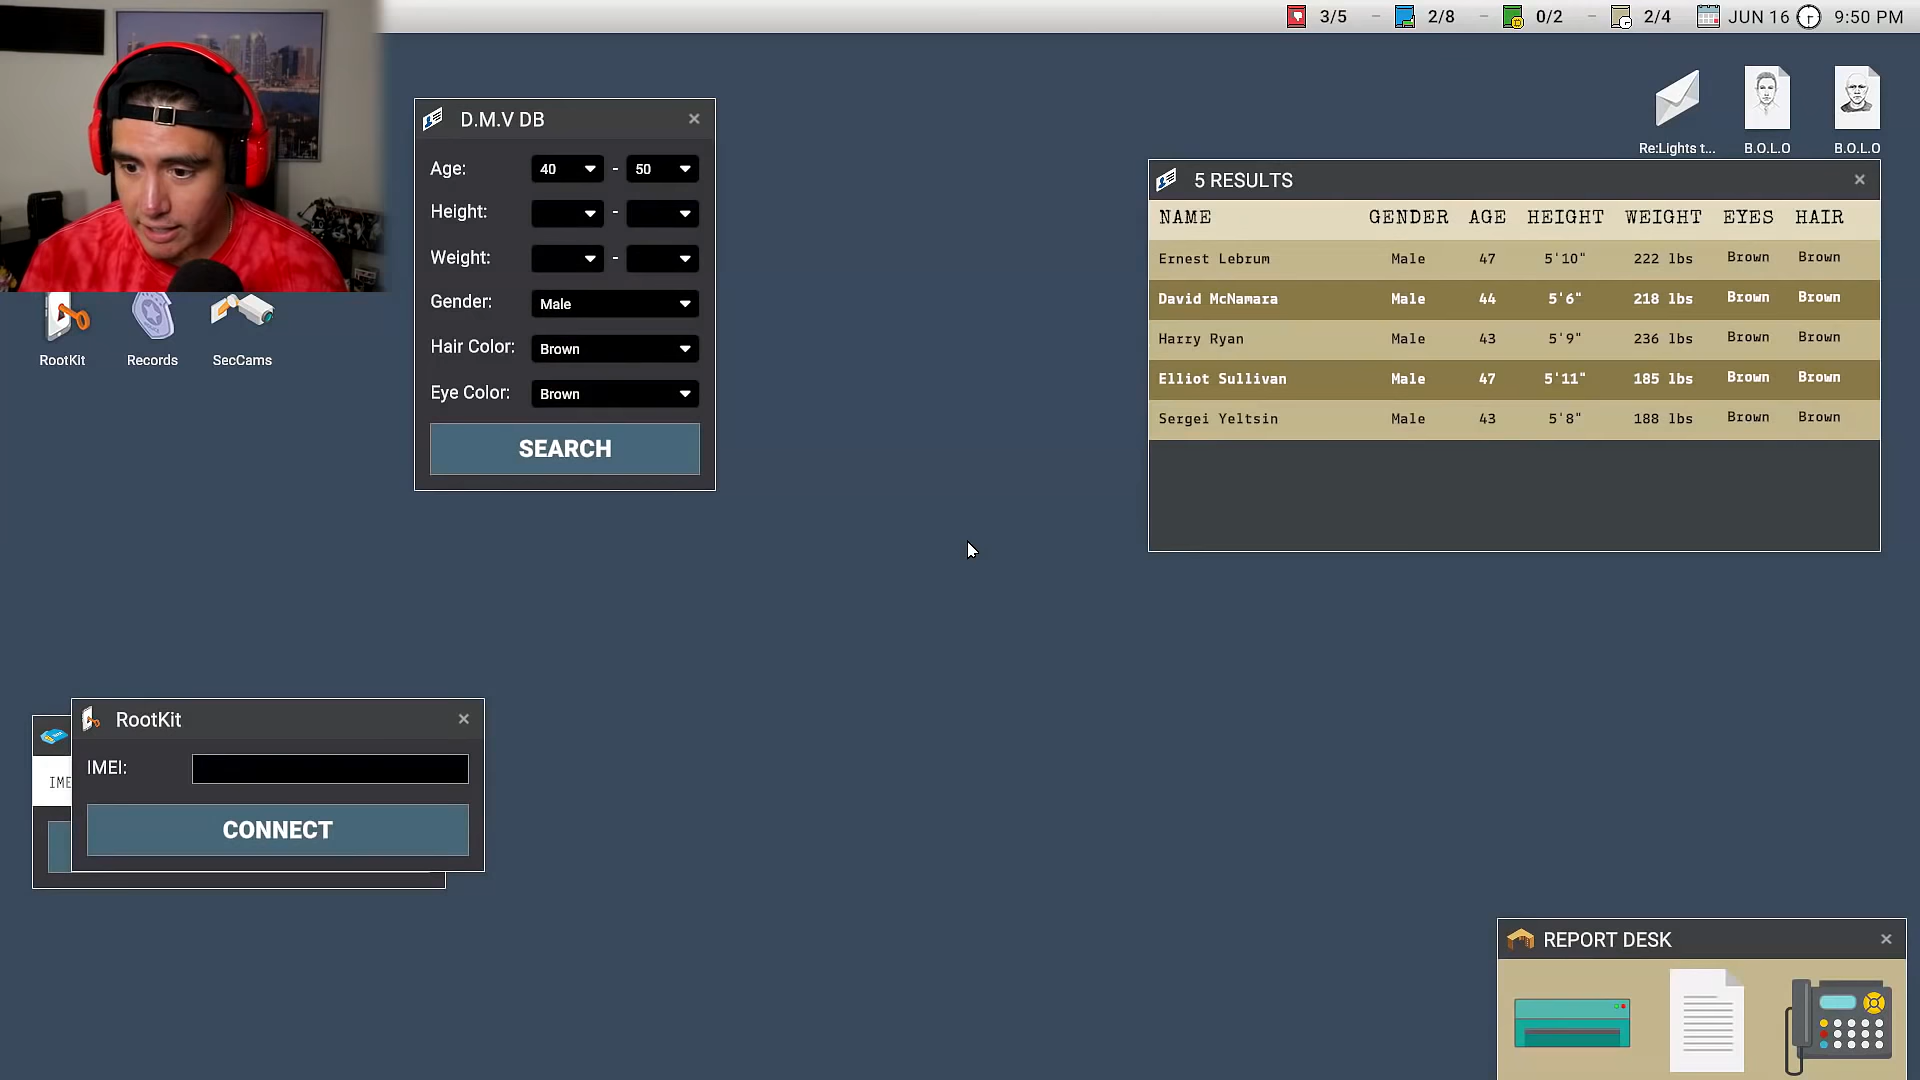 3/5 - 2/8 - 0/2 - 2/4 JUN 16 9:50 PM
Re:Lights t...
B.O.L.O
B.O.L.O
RootKit
Records
SecCams
D.M.V DB
Age: 40 - 50
Height: -
Weight: -
Gender: Male
Hair Color: Brown
Eye Color: Brown
SEARCH
5 RESULTS
NAME GENDER AGE HEIGHT WEIGHT EYES HAIR
Ernest Lebrum Male 47 5'10" 222 lbs Brown Brown
David McNamara Male 44 5'6" 218 lbs Brown Brown
Harry Ryan Male 43 5'9" 236 lbs Brown Brown
Elliot Sullivan Male 47 5'11" 185 lbs Brown Brown
Sergei Yeltsin Male 43 5'8" 188 lbs Brown Brown
RootKit
IMEI:
CONNECT
IME
REPORT DESK